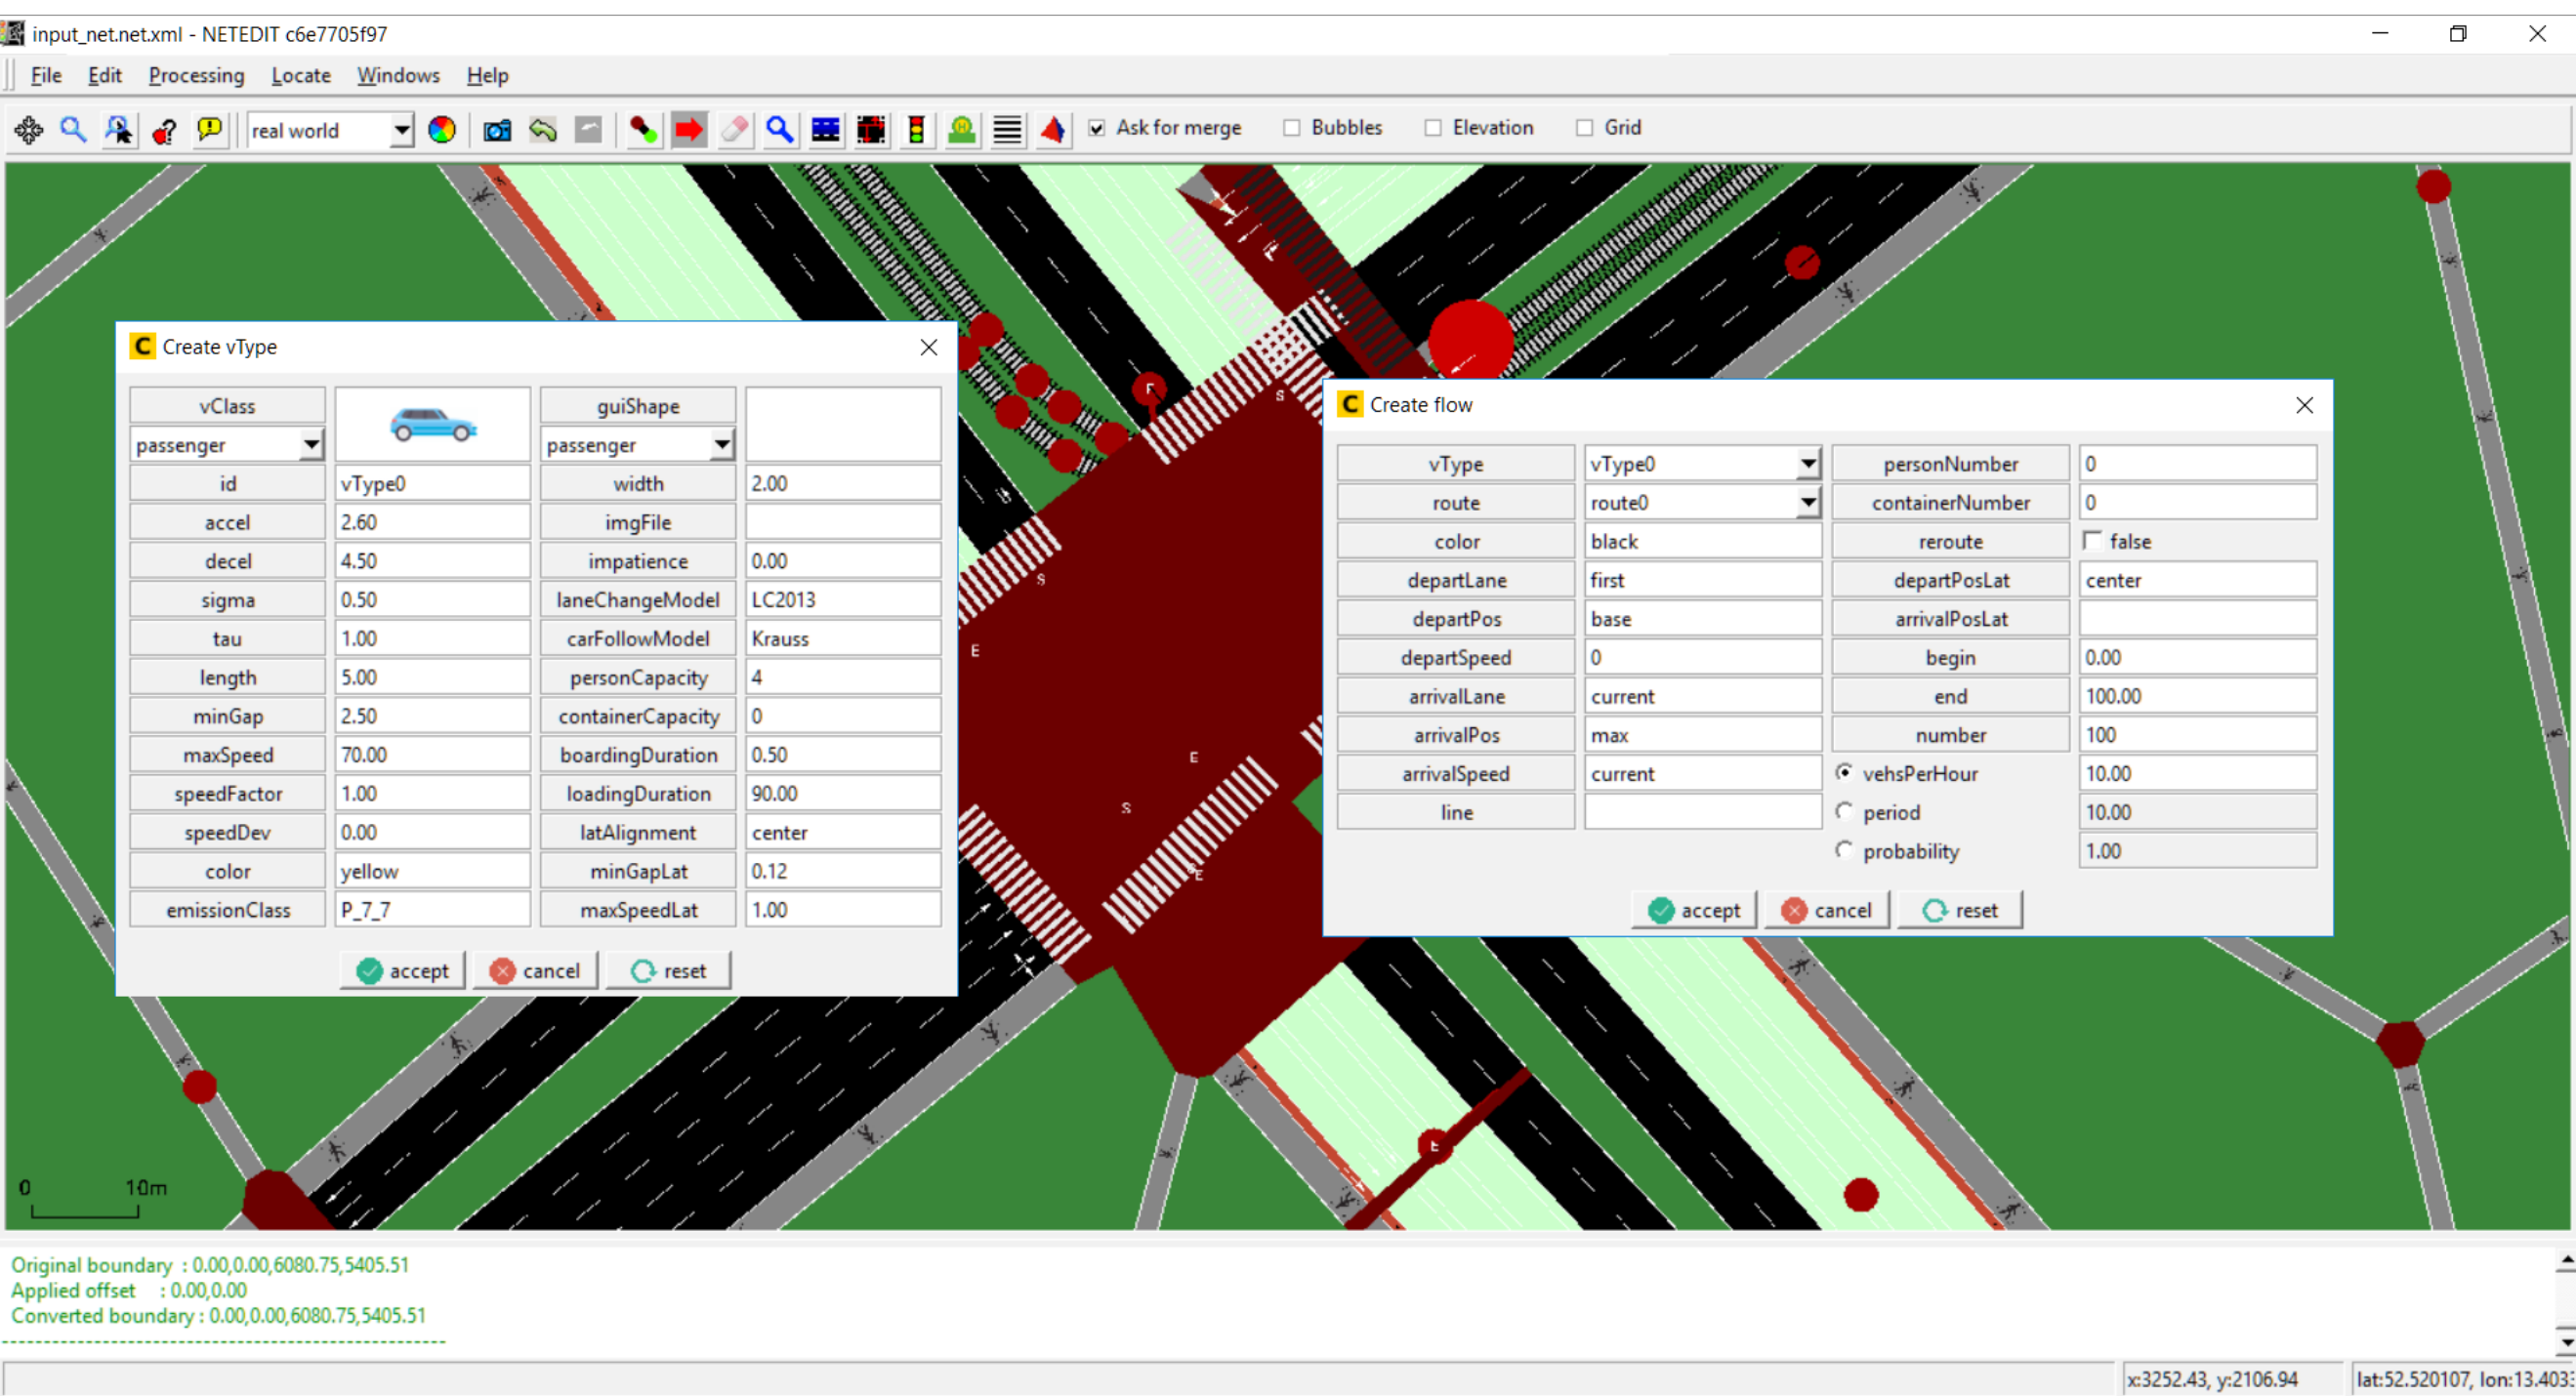 input_net.net.xml - NETEDIT c6e7705f97
File Edit Processing Locate Windows Help
real world Ask for merge Bubbles Elevation Grid
C Create vType
vClass guiShape
passenger passenger
id vType0 width 2.00
accel 2.60 imgFile
decel 4.50 impatience 0.00
sigma 0.50 laneChangeModel LC2013
tau 1.00 carFollowModel Krauss
length 5.00 personCapacity 4
minGap 2.50 containerCapacity 0
maxSpeed 70.00 boardingDuration 0.50
speedFactor 1.00 loadingDuration 90.00
speedDev 0.00 latAlignment center
color yellow minGapLat 0.12
emissionClass P_7_7 maxSpeedLat 1.00
accept cancel reset
C Create flow
vType vType0 personNumber 0
route route0 containerNumber 0
color black reroute false
departLane first departPosLat center
departPos base arrivalPosLat
departSpeed 0 begin 0.00
arrivalLane current end 100.00
arrivalPos max number 100
arrivalSpeed current vehsPerHour 10.00
line period 10.00
probability 1.00
accept cancel reset
S
S
E
E
S
E
E
0 10m
Original boundary : 0.00,0.00,6080.75,5405.51
Applied offset : 0.00,0.00
Converted boundary : 0.00,0.00,6080.75,5405.51
x:3252.43, y:2106.94 lat:52.520107, lon:13.403